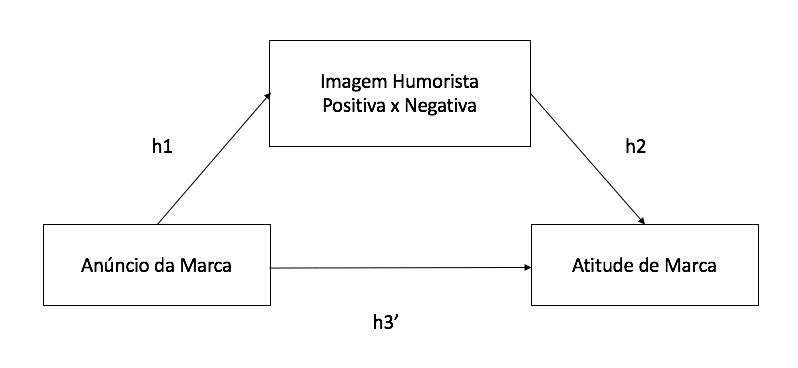 Imagem Humorista
Positiva x Negativa
h1
h2
Anúncio da Marca
Atitude de Marca
h3’